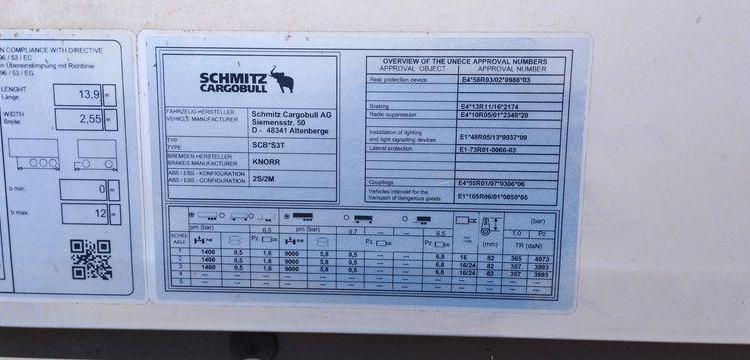 N COMPLIANCE WITH DIRECTIVE
96 / 53 / EC
n Übereinstimmung mit Richtlinie
96 / 53 / EG
LENGHT
Länge
13,9 m
WIDTH
Breite
2,55 m
b min.
0 m
b max
12 m
SCHMITZ
CARGOBULL
FAHRZEUG HERSTELLER
VEHICLE MANUFACTURER
Schmitz Cargobull AG
Siemensstr. 50
D - 48341 Altenberge
TYP
TYPE
SCB*S3T
BREMSEN HERSTELLER
BRAKES MANUFACTURER
KNORR
ABS / EBS - KONFIGURATION
ABS / EBS - CONFIGURATION
2S/2M
OVERVIEW OF THE UNECE APPROVAL NUMBERS
APPROVAL OBJECT APPROVAL NUMBER
Rear protection device E4*58R03/02*0988*03
Braking E4*13R11/16*2174
Radio suppression E4*10R05/01*2349*20
Installation of lighting
and light signalling devices E1*48R05/13*0937*09
Lateral protection E1-73R01-0066-03
Couplings E4*55R01/07*0306*06
Vehicles intendet for the
transport of dangerous goods E1*105R06/01*0050*05
pm (bar) 6.5 pm (bar) 0.7 --- --- 6.5 (bar) 1.0 Pz
ACHSE
AXLE
Pz Pz Pz (mm) TR (daN)
1 1400 0,5 1,6 9000 5,8 0,5 --- --- 6,8 16 82 365 4073
2 1400 0,5 1,6 9000 5,8 0,5 --- --- 6,8 16/24 82 357 3993
3 1400 0,5 1,6 9000 5,8 0,5 --- --- 6,8 16/24 82 357 3993
4 --- --- --- --- --- --- --- --- --- --- --- --- ---
5 --- --- --- --- --- --- --- --- --- --- --- --- ---